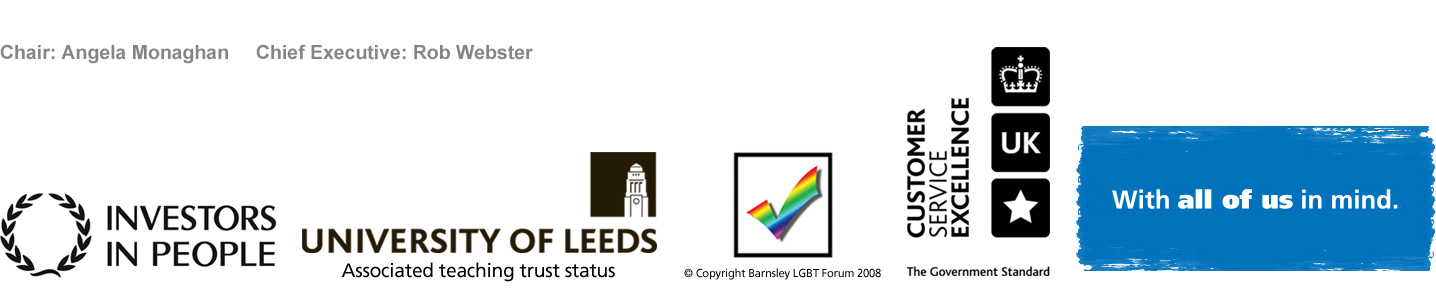 Chair: Angela Monaghan Chief Executive: Rob Webster
INVESTORS
IN PEOPLE
UNIVERSITY OF LEEDS
Associated teaching trust status
© Copyright Barnsley LGBT Forum 2008
CUSTOMER
SERVICE
EXCELLENCE
UK
The Government Standard
With all of us in mind.